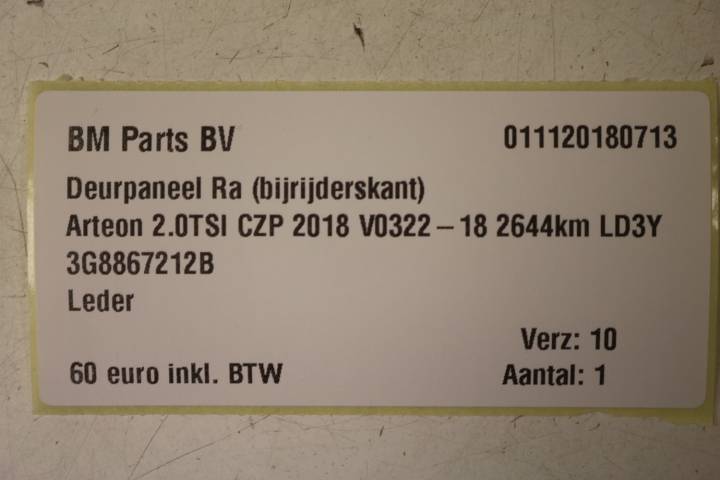 BM Parts BV 011120180713
Deurpaneel Ra (bijrijderskant)
Arteon 2.0TSI CZP 2018 V0322 – 18 2644km LD3Y
3G8867212B
Leder
Verz: 10
60 euro inkl. BTW Aantal: 1